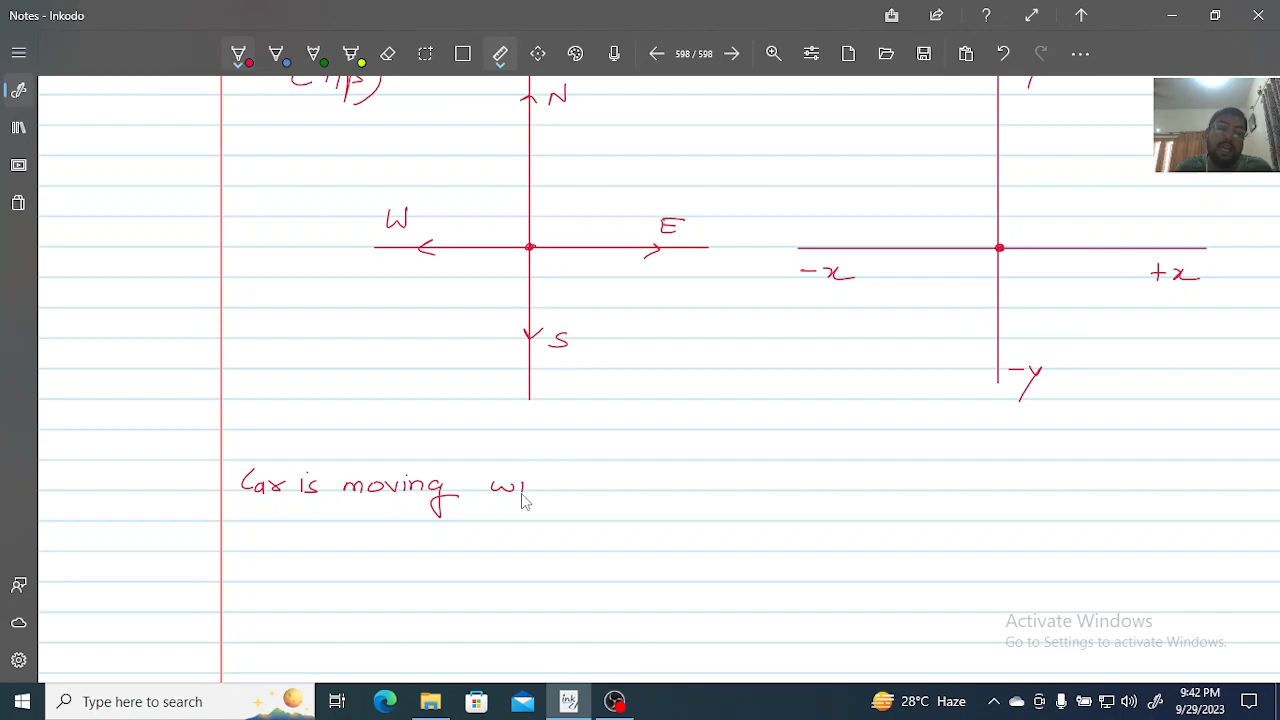 Notes - Inkodo
598 / 598
N
W
E
-x
+x
S
-y
Car is moving wi
Activate Windows
Go to Settings to activate Windows.
Type here to search
28°C Haze
9:42 PM
9/29/2023